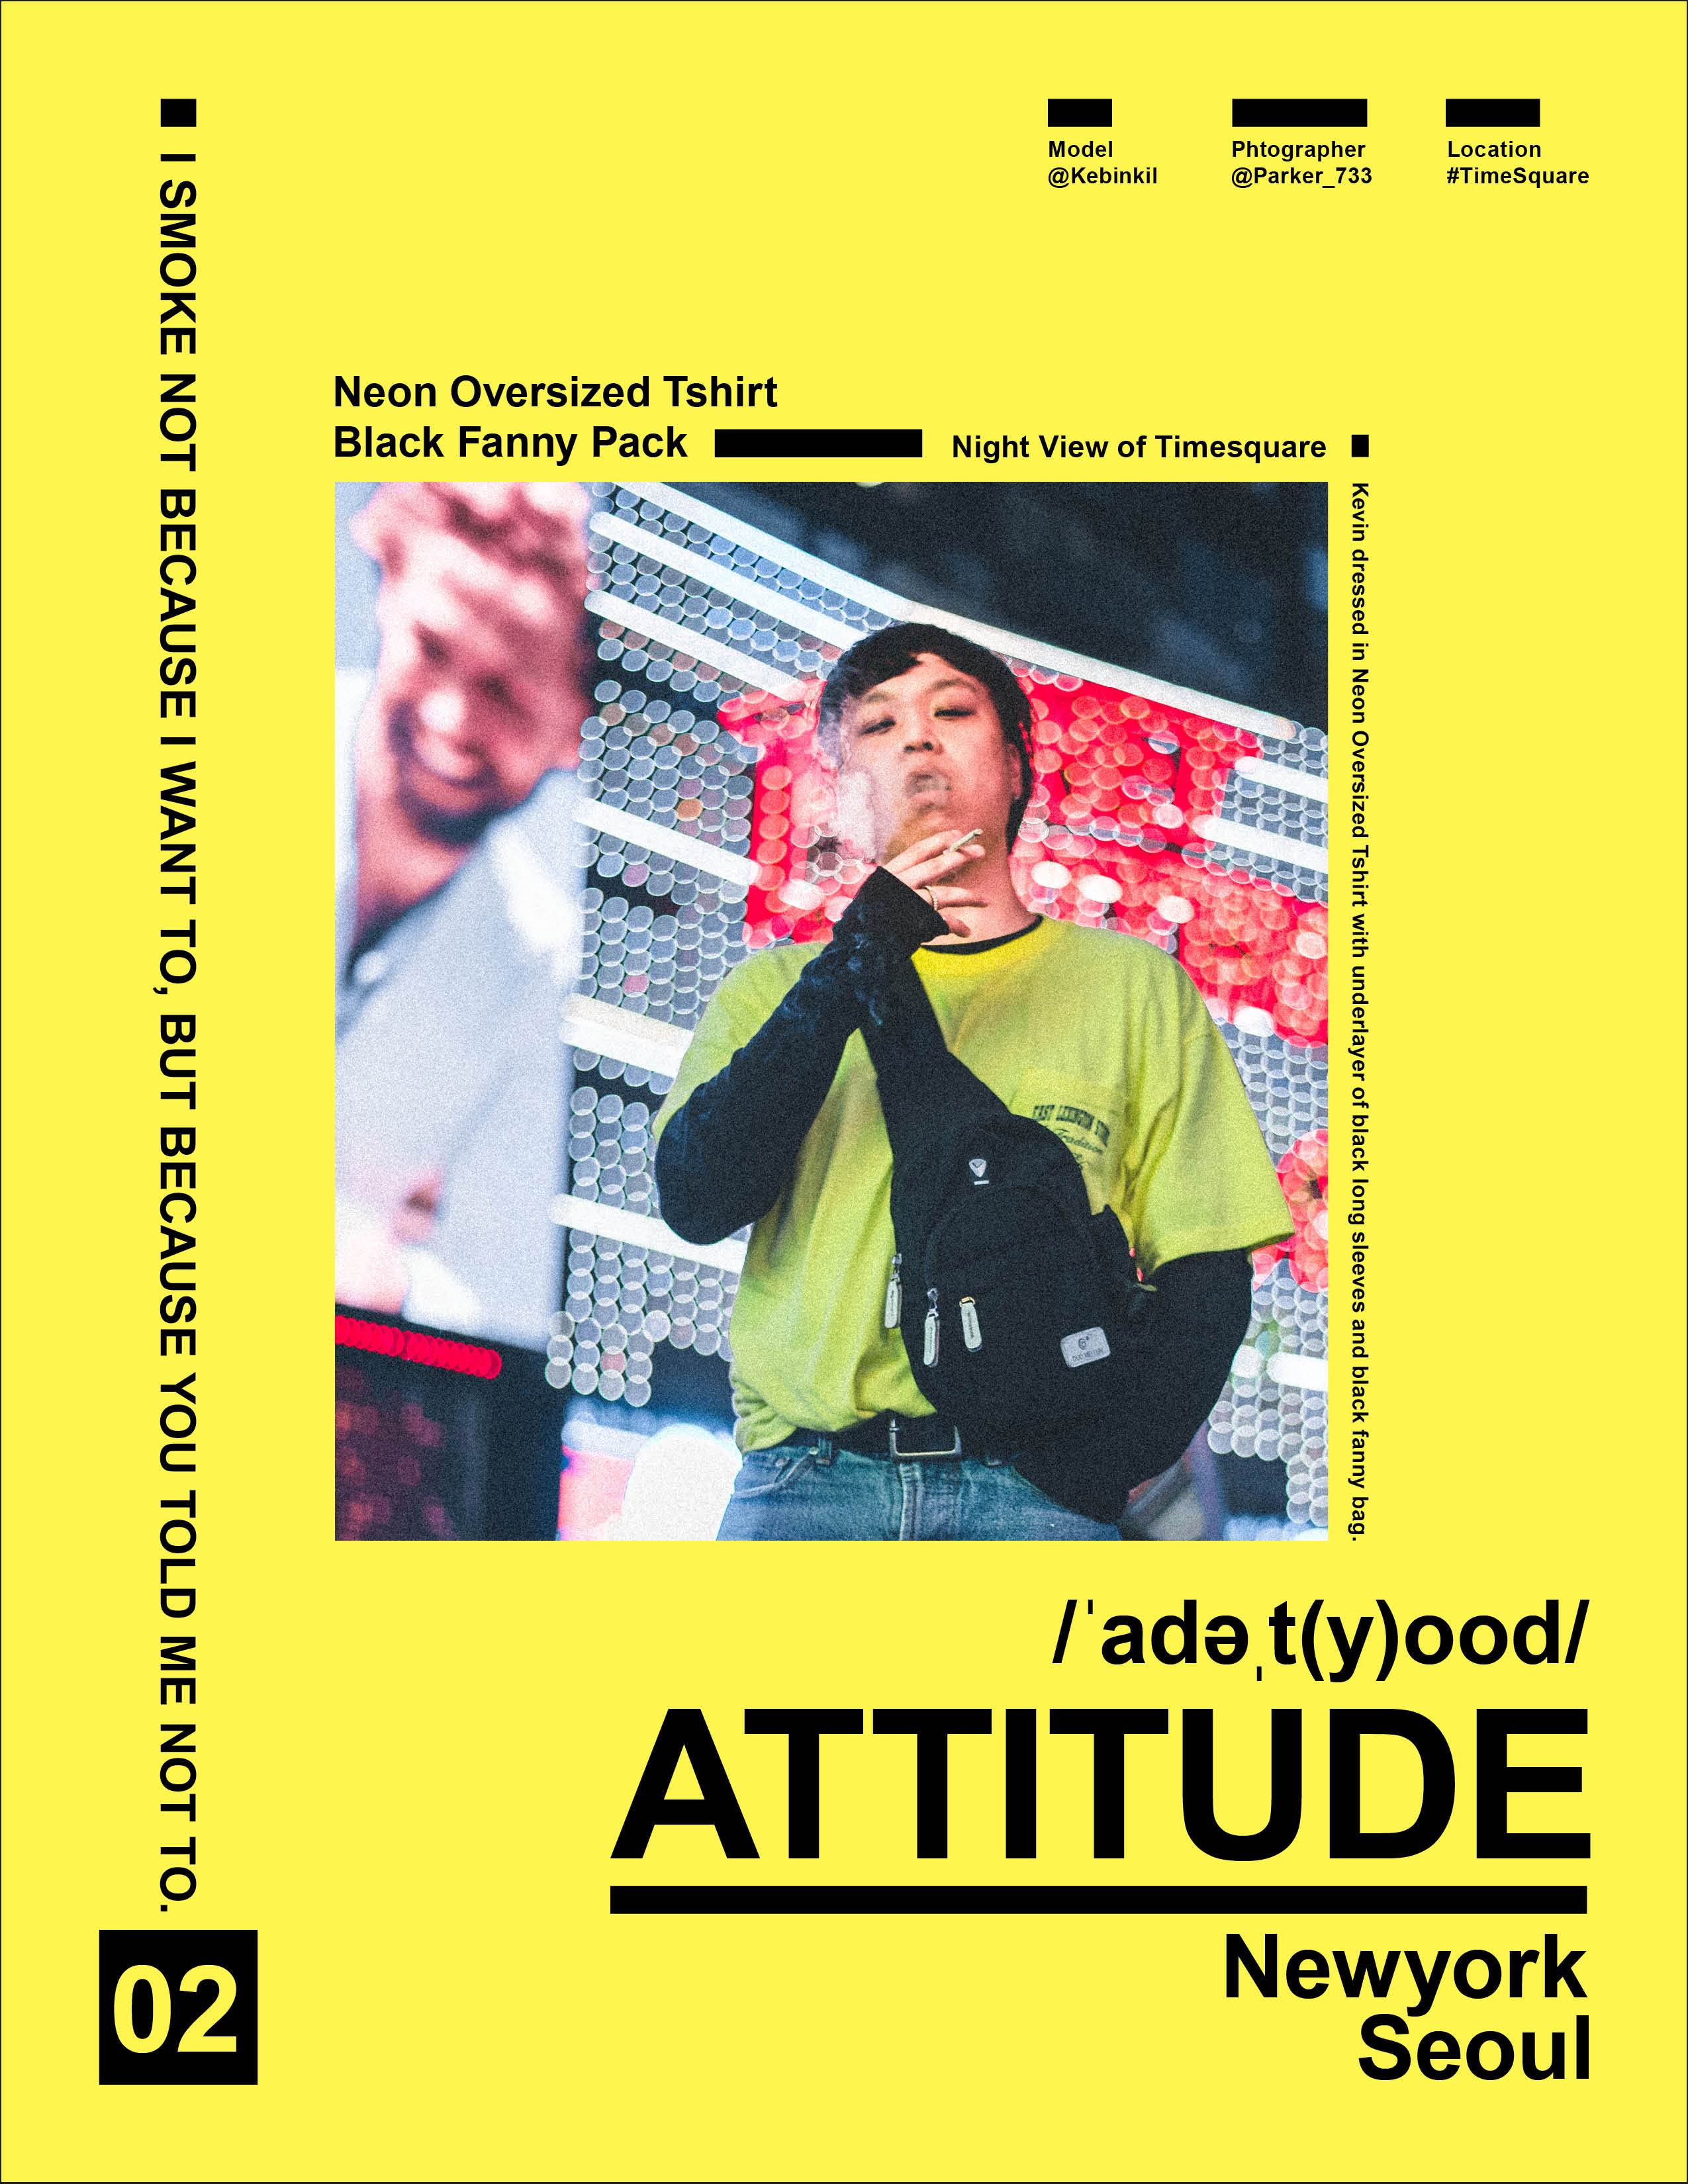 I SMOKE NOT BECAUSE I WANT TO, BUT BECAUSE YOU TOLD ME NOT TO.
02
Model
@Kebinkil
Phtographer
@Parker_733
Location
#TimeSquare
Neon Oversized Tshirt
Black Fanny Pack
Night View of Timesquare
Kevin dressed in Neon Oversized Tshirt with underlayer of black long sleeves and black fanny bag.
/ˈadəˌt(y)ood/
ATTITUDE
Newyork
Seoul